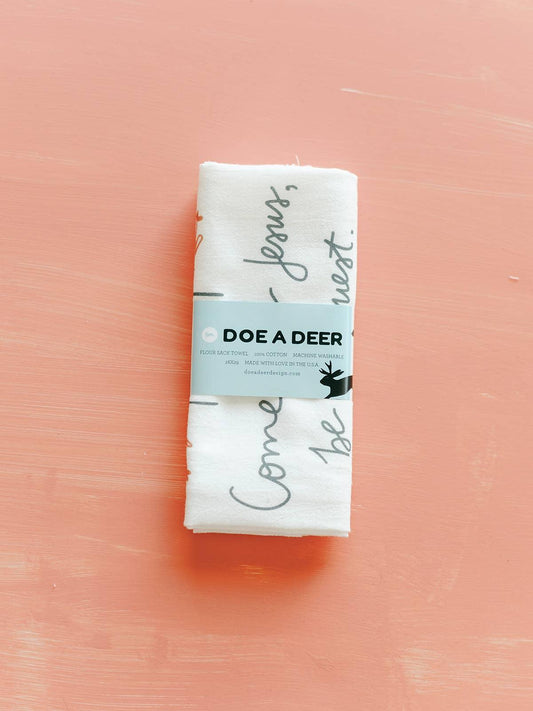 DOE A DEER
FLOUR SACK TOWEL 100% COTTON MACHINE WASHABLE
MADE WITH LOVE IN THE U.S.A.
doeadeerdesign.com
Come Jesus,
be uest.